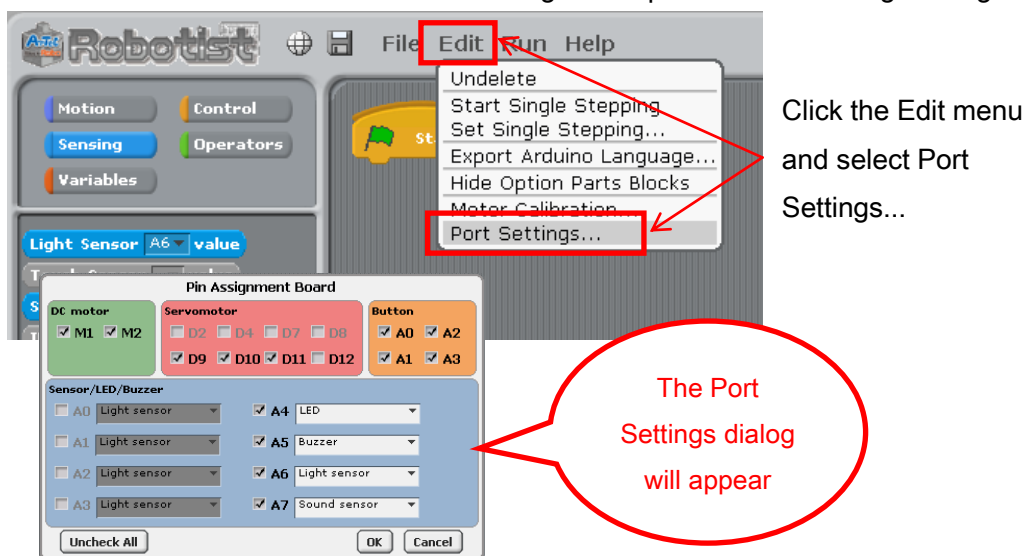 A.T.C. Robotist File Edit Run Help
Undelete
Start Single Stepping
Set Single Stepping...
Export Arduino Language...
Hide Option Parts Blocks
Motor Calibration...
Port Settings...
Motion Control
Sensing Operators
Variables
Light Sensor A6 value
Click the Edit menu
and select Port
Settings...
Pin Assignment Board
DC motor Servomotor Button
M1 M2 D2 D4 D7 D8 A0 A2
D9 D10 D11 D12 A1 A3
Sensor/LED/Buzzer
A0 Light sensor A4 LED
A1 Light sensor A5 Buzzer
A2 Light sensor A6 Light sensor
A3 Light sensor A7 Sound sensor
Uncheck All OK Cancel
The Port
Settings dialog
will appear